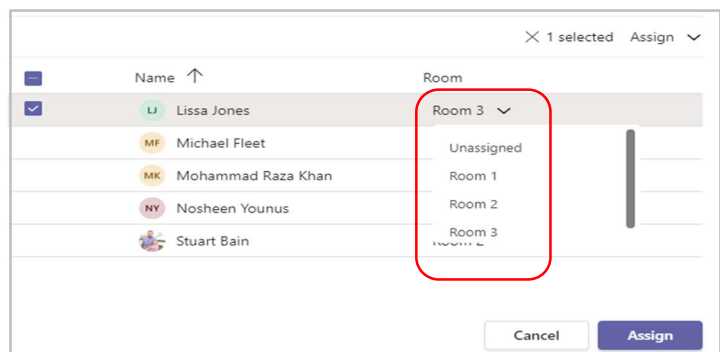 1 selected Assign
Name Room
LJ Lissa Jones Room 3
MF Michael Fleet
Unassigned
MK Mohammad Raza Khan
Room 1
NY Nosheen Younus
Room 2
Stuart Bain
Room 3
Cancel Assign